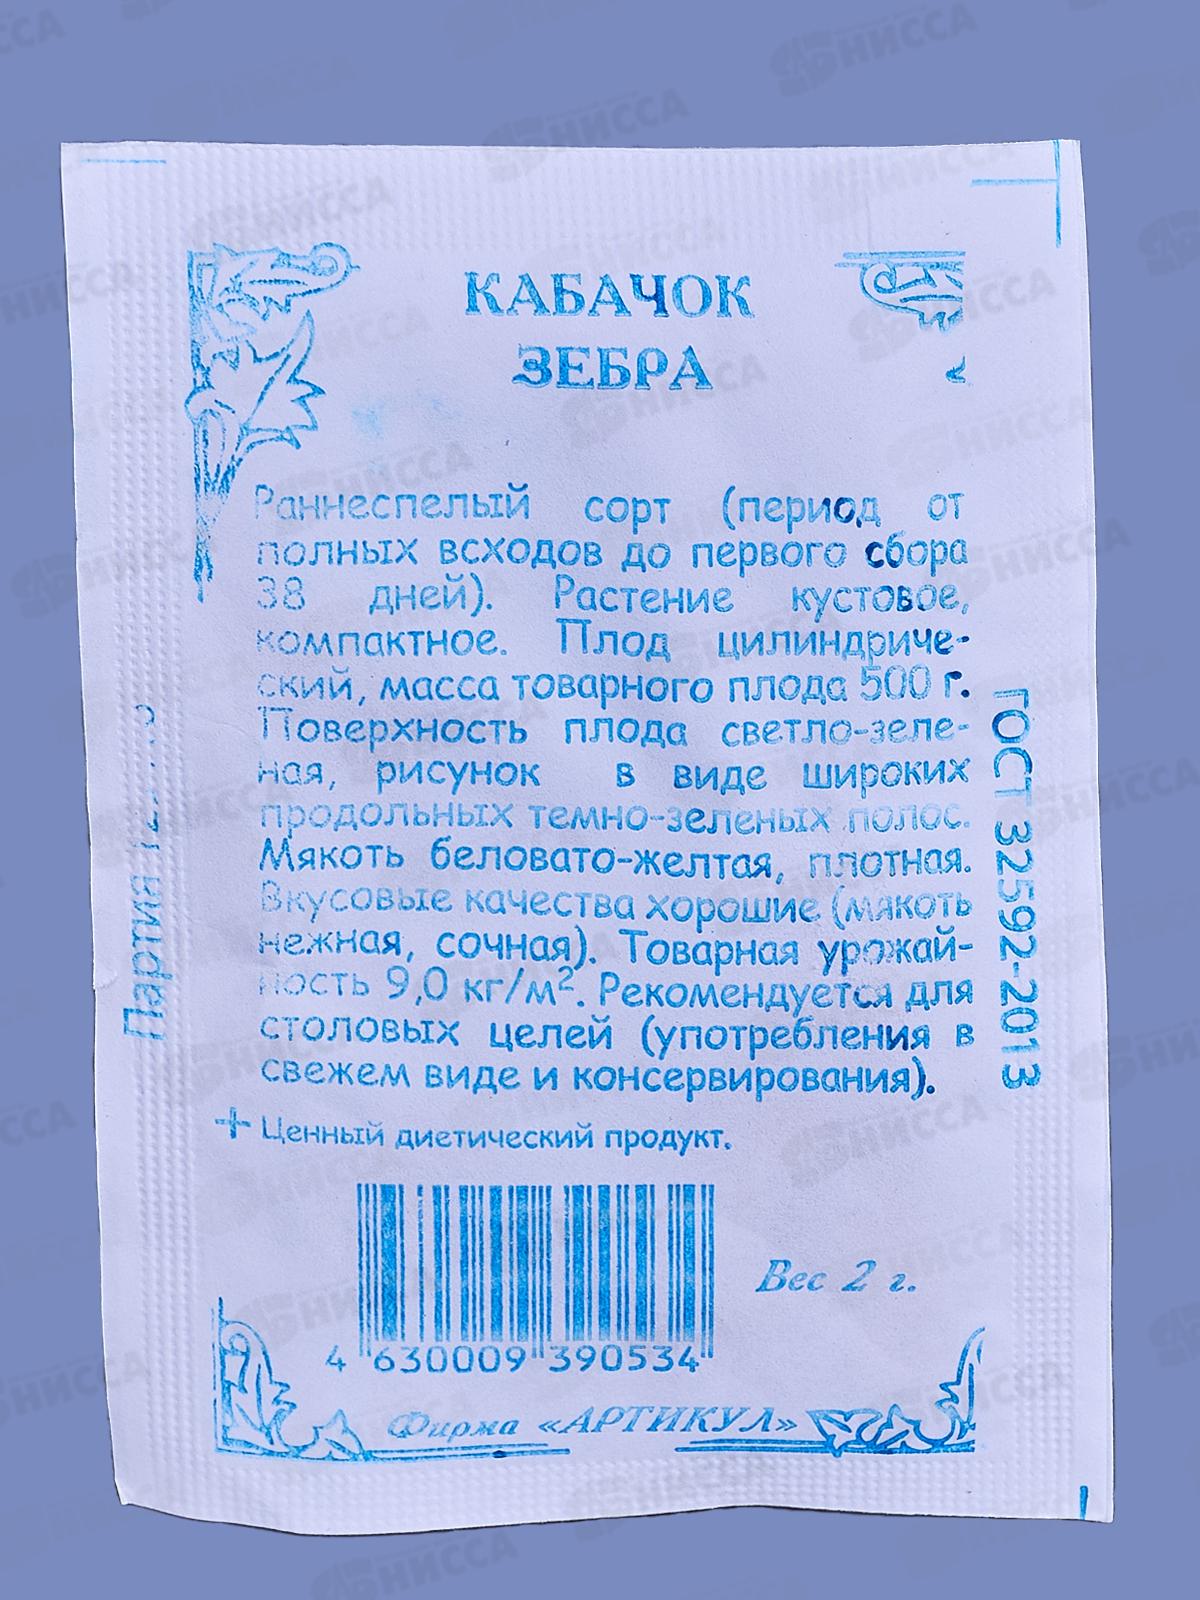 КАБАЧОК
ЗЕБРА
Раннеспелый сорт (период от
полных всходов до первого сбора
38 дней). Растение кустовое,
компактное. Плод цилиндриче-
ский, масса товарного плода 500 г.
Поверхность плода светло-зеле-
ная, рисунок в виде широких
продольных темно-зеленых полос.
Мякоть беловато-желтая, плотная.
Вкусовые качества хорошие (мякоть
нежная, сочная). Товарная урожай-
ность 9,0 кг/м². Рекомендуется для
столовых целей (употребления в
свежем виде и консервирования).
+ Ценный диетический продукт.
4 630009 390534
Вес 2 г.
Фирма «АРТИКУЛ»
Партия
ГОСТ 32592-2013